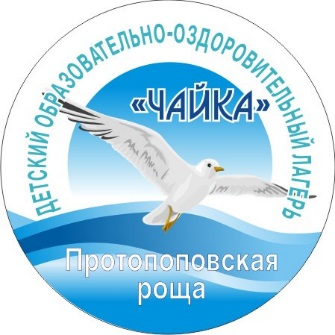 ДЕТСКИЙ ОБРАЗОВАТЕЛЬНО-ОЗДОРОВИТЕЛЬНЫЙ ЛАГЕРЬ
«ЧАЙКА»
Протопоповская
роща